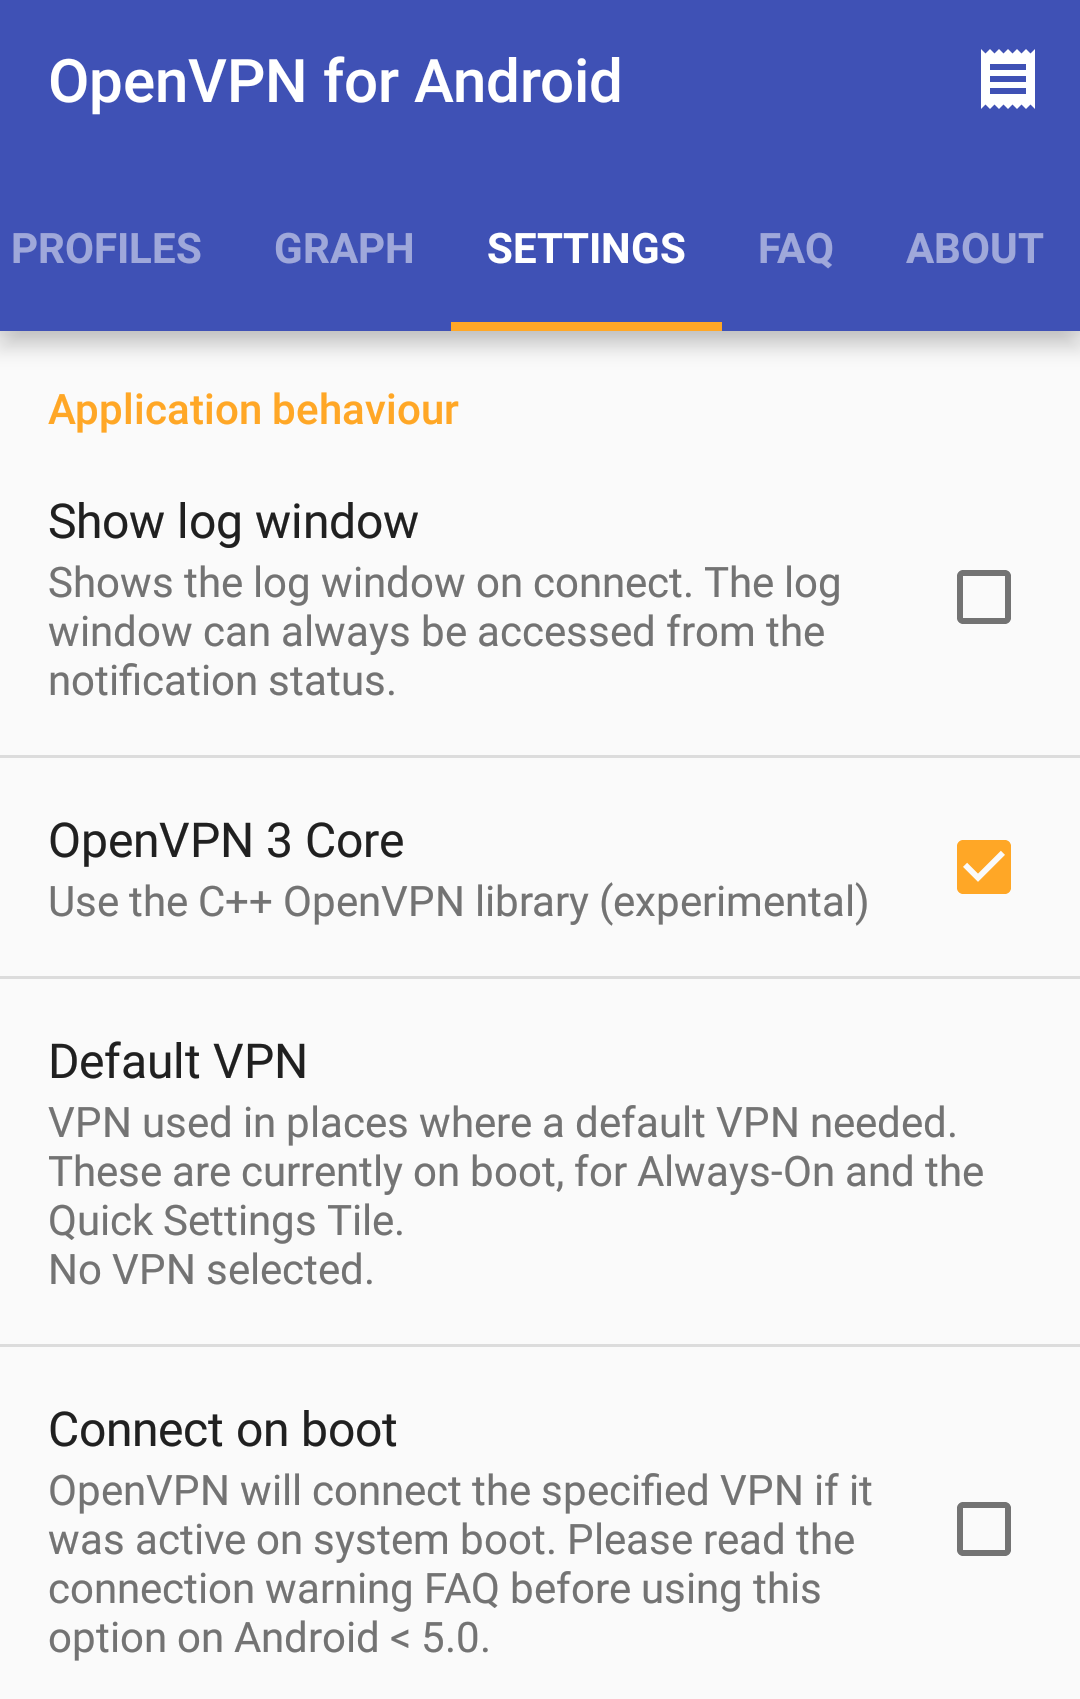 OpenVPN for Android
PROFILES GRAPH SETTINGS FAQ ABOUT
Application behaviour
Show log window
Shows the log window on connect. The log
window can always be accessed from the
notification status.
OpenVPN 3 Core
Use the C++ OpenVPN library (experimental)
Default VPN
VPN used in places where a default VPN needed.
These are currently on boot, for Always-On and the
Quick Settings Tile.
No VPN selected.
Connect on boot
OpenVPN will connect the specified VPN if it
was active on system boot. Please read the
connection warning FAQ before using this
option on Android < 5.0.